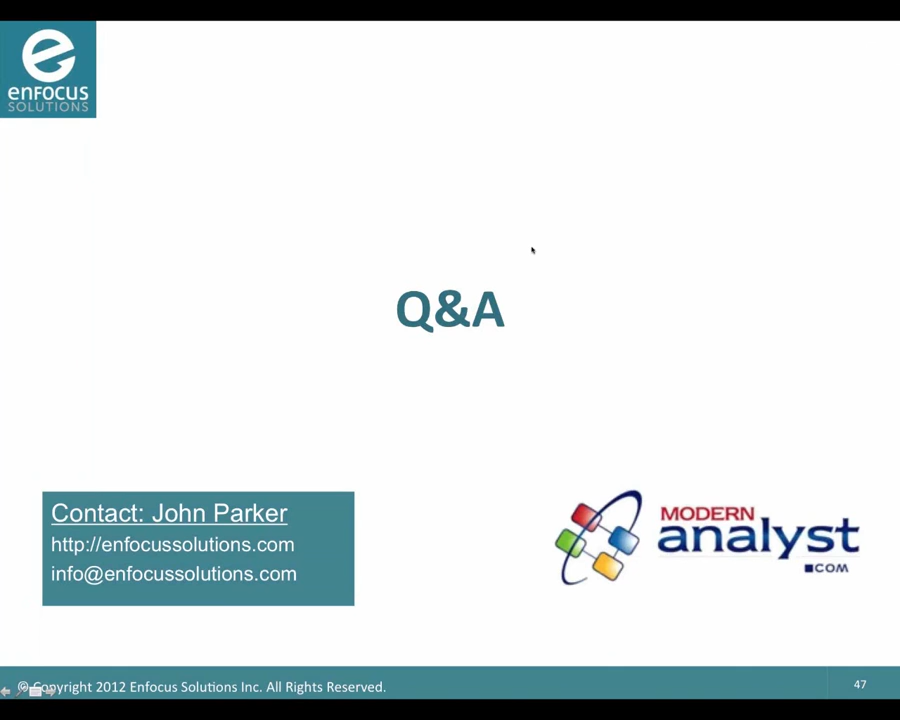 enfocus
SOLUTIONS
Q&A
Contact: John Parker
http://enfocussolutions.com
info@enfocussolutions.com
MODERN
analyst
.COM
© Copyright 2012 Enfocus Solutions Inc. All Rights Reserved.
47